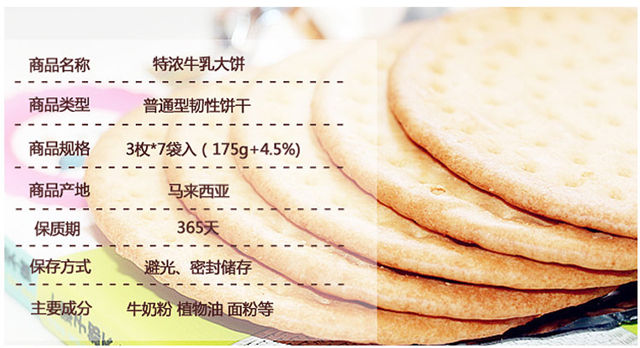 商品名称 特浓牛乳大饼
商品类型 普通型韧性饼干
商品规格 3枚*7袋入（175g+4.5%)
商品产地 马来西亚
保质期 365天
保存方式 避光、密封储存
主要成分 牛奶粉 植物油 面粉等